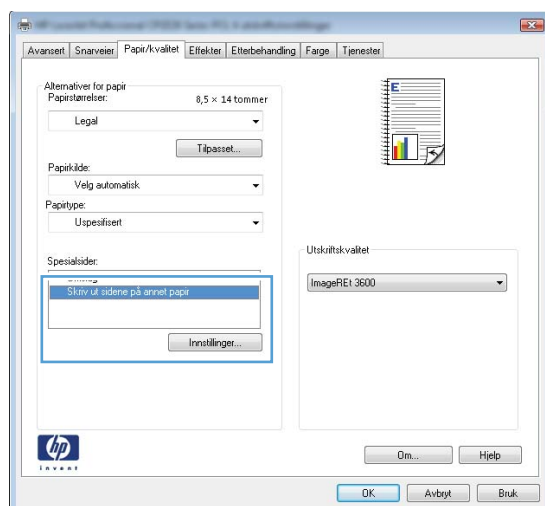 Avansert Snarveier Papir/kvalitet Effekter Etterbehandling Farge Tjenester
Alternativer for papir
Papirstørrelser: 8,5 × 14 tommer
Legal
Tilpasset...
Papirkilde:
Velg automatisk
Papirtype:
Uspesifisert
Spesialsider:
Skriv ut sidene på annet papir
Innstillinger...
E
Utskriftskvalitet
ImageREt 3600
hp
invent
Om... Hjelp
OK Avbryt Bruk